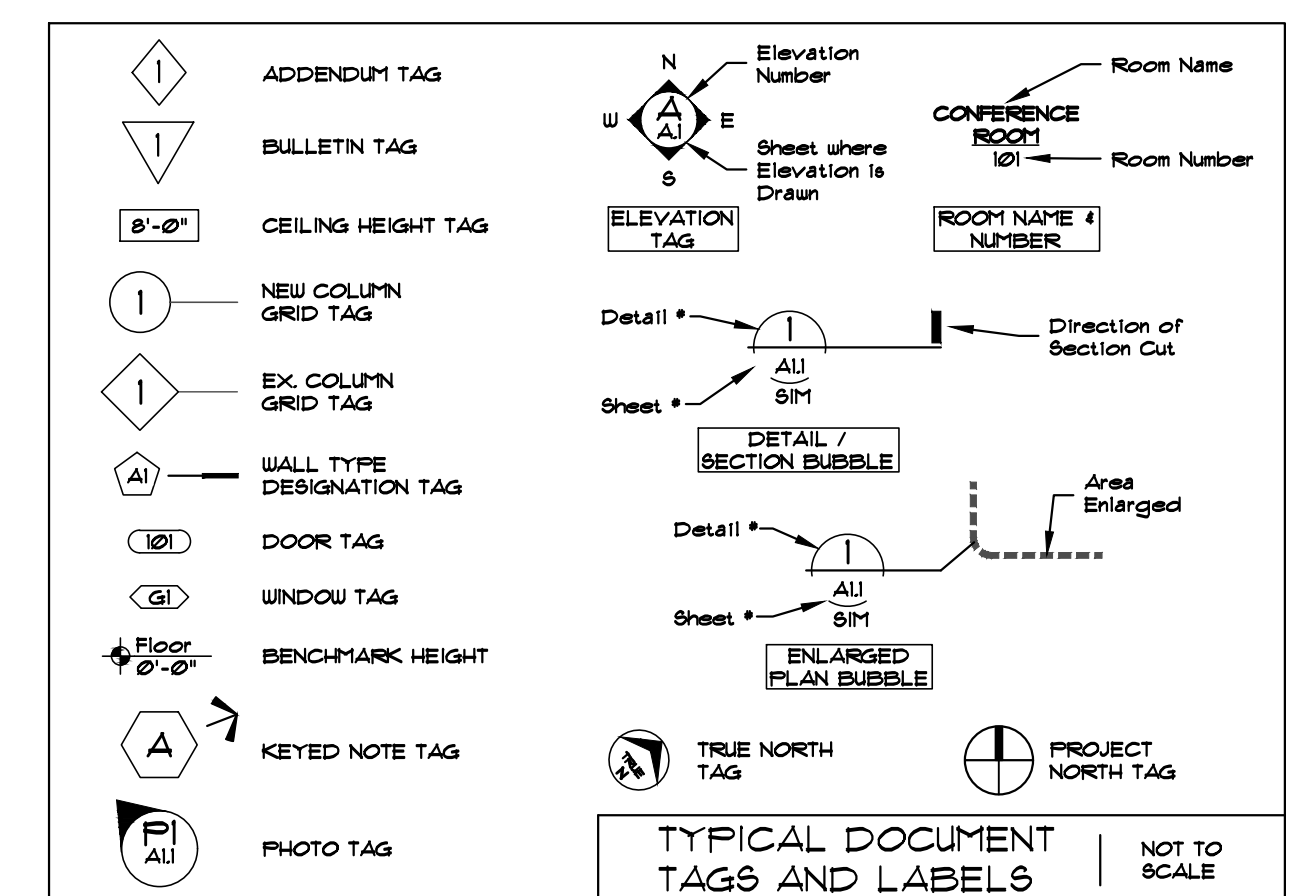 1
ADDENDUM TAG
1
BULLETIN TAG
8'-0"
CEILING HEIGHT TAG
1
NEW COLUMN
GRID TAG
1
EX. COLUMN
GRID TAG
A1
WALL TYPE
DESIGNATION TAG
101
DOOR TAG
G1
WINDOW TAG
Floor
0'-0"
BENCHMARK HEIGHT
A
KEYED NOTE TAG
P1
A1.1
PHOTO TAG
N
W
A
A.1
E
S
Elevation
Number
Sheet where
Elevation is
Drawn
ELEVATION
TAG
Room Name
CONFERENCE
ROOM
101
Room Number
ROOM NAME &
NUMBER
Detail #
1
A1.1
SIM
Sheet #
Direction of
Section Cut
DETAIL /
SECTION BUBBLE
Area
Enlarged
Detail #
1
A1.1
SIM
Sheet #
ENLARGED
PLAN BUBBLE
TRUE
N
TRUE NORTH
TAG
PROJECT
NORTH TAG
TYPICAL DOCUMENT
TAGS AND LABELS
NOT TO
SCALE